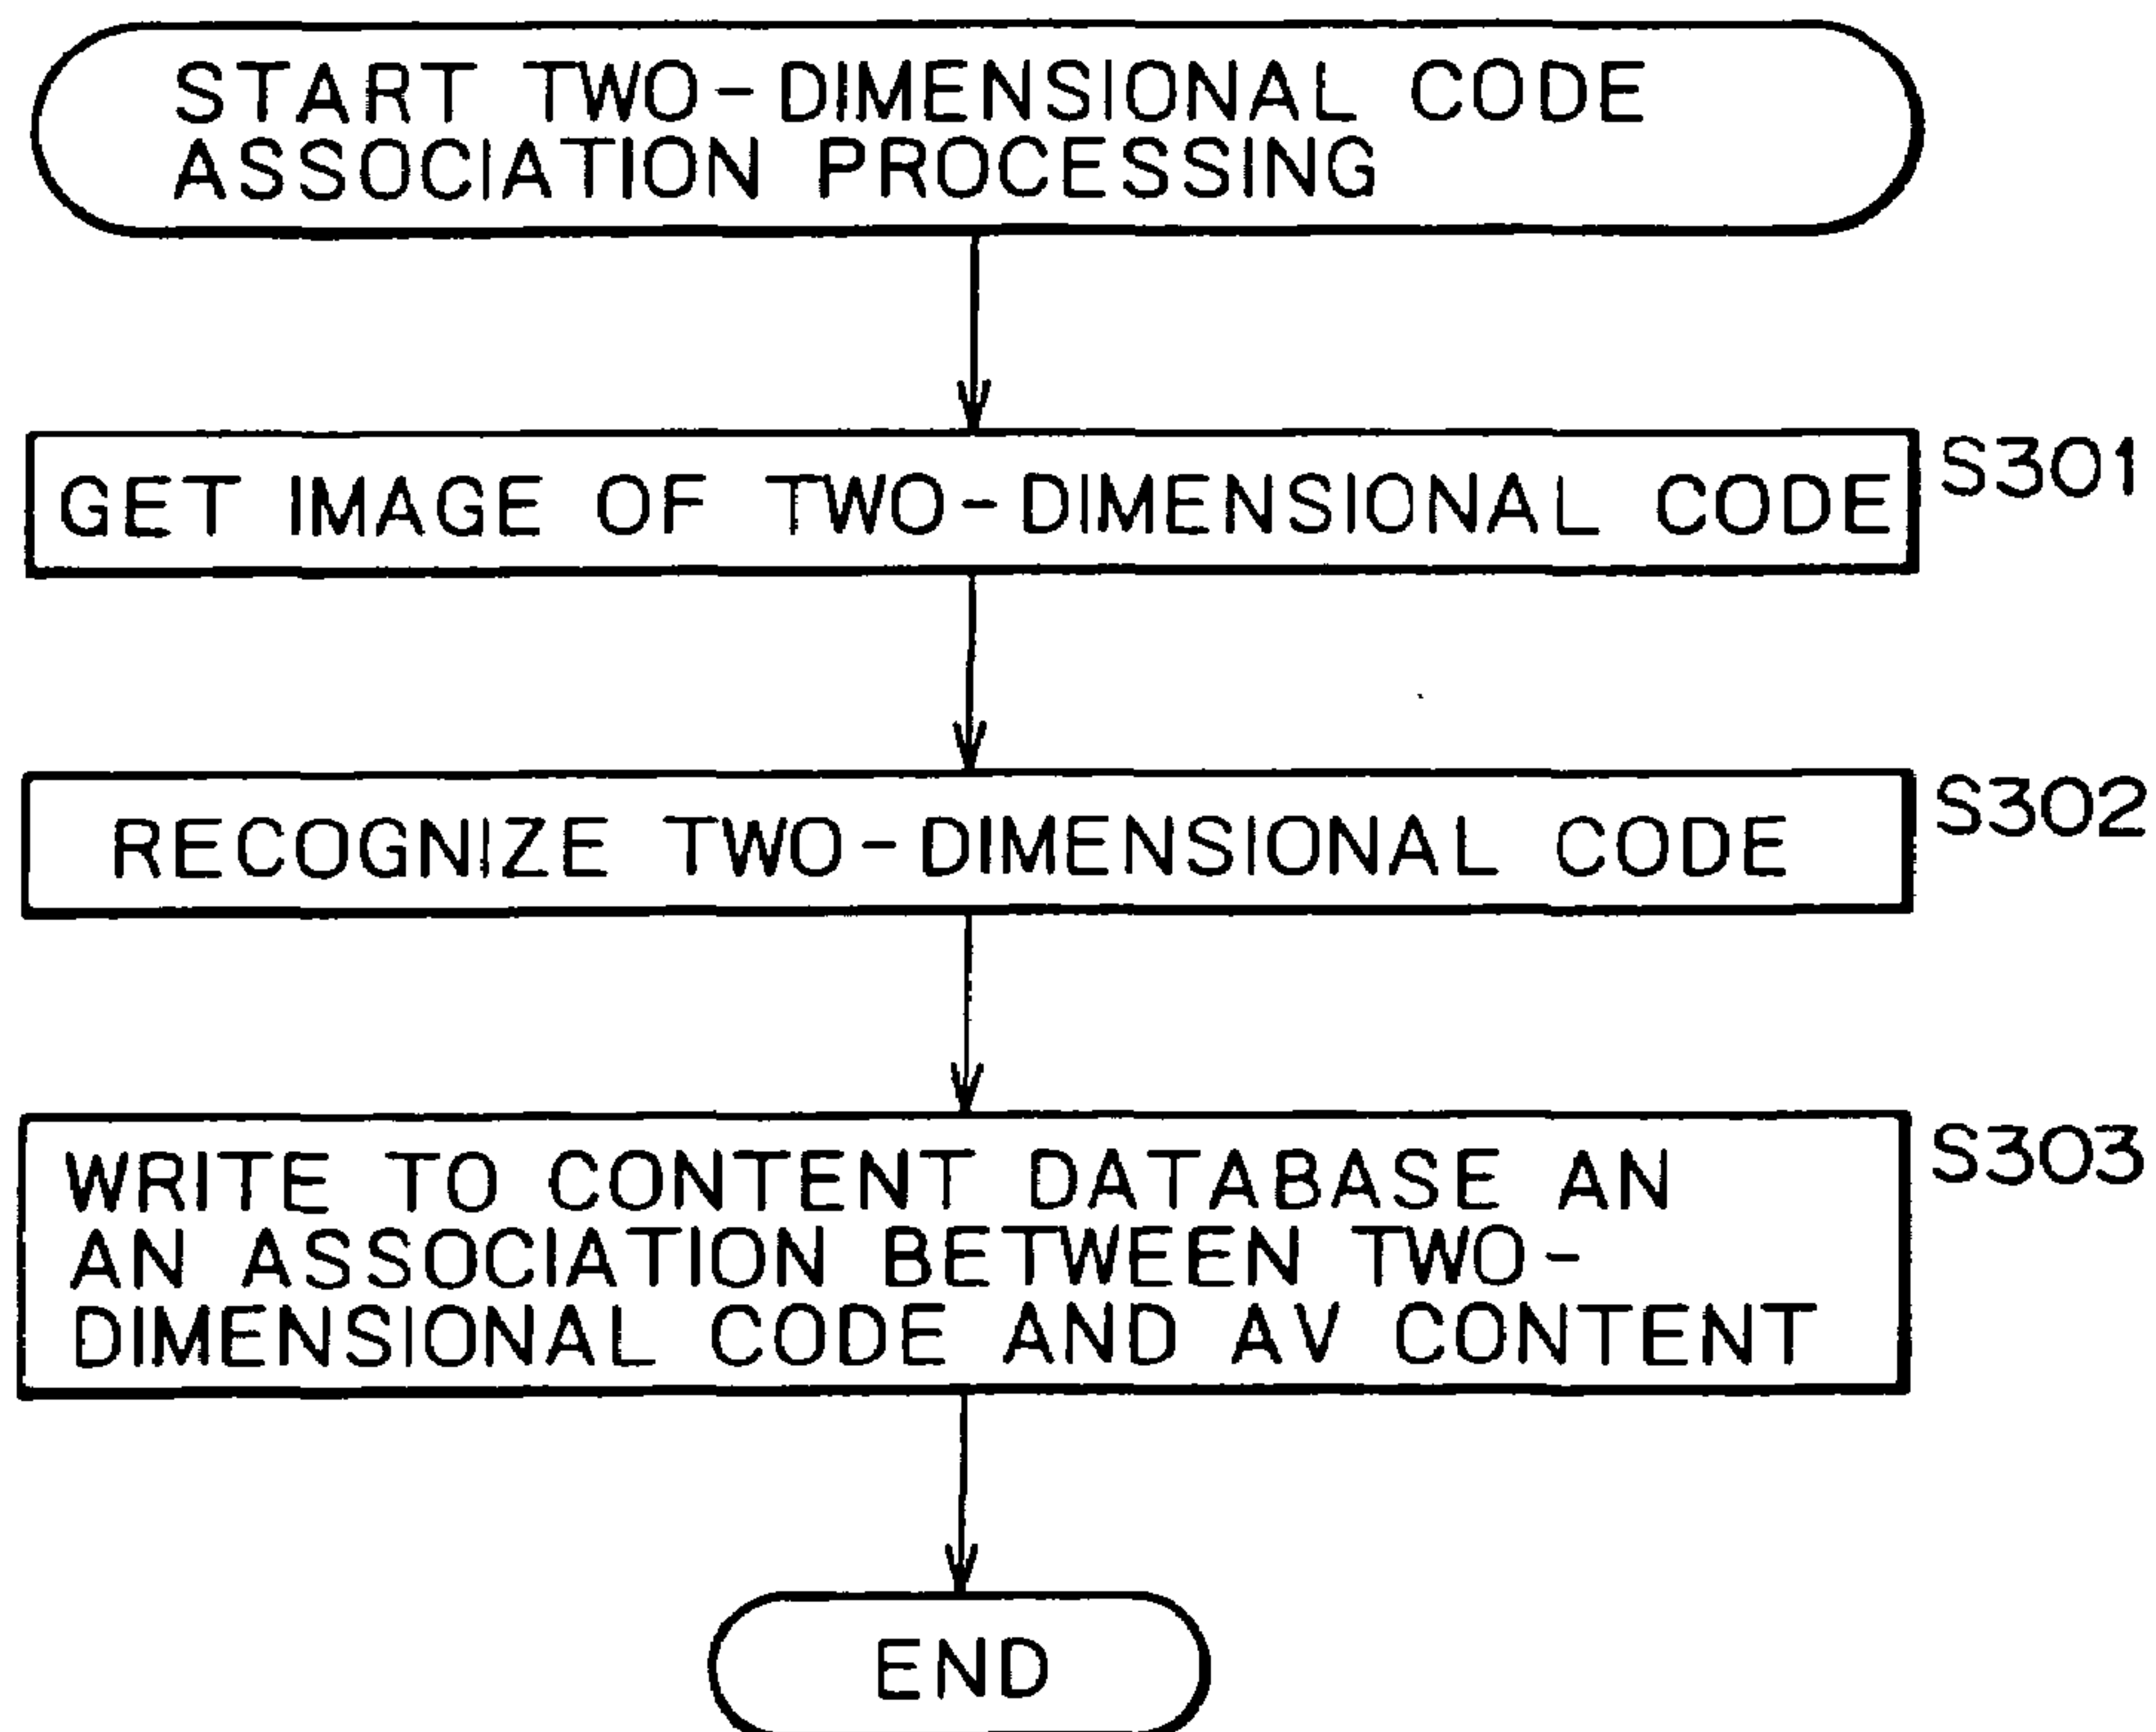 START TWO-DIMENSIONAL CODE
ASSOCIATION PROCESSING
GET IMAGE OF TWO-DIMENSIONAL CODE
S301
RECOGNIZE TWO-DIMENSIONAL CODE
S302
WRITE TO CONTENT DATABASE AN
AN ASSOCIATION BETWEEN TWO-
DIMENSIONAL CODE AND AV CONTENT
S303
END